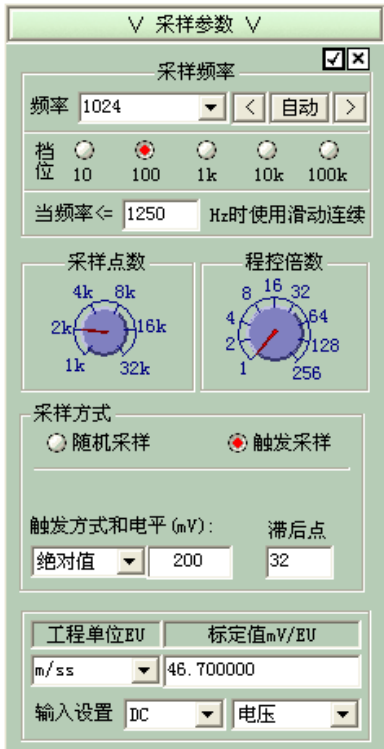 ∨ 采样参数 ∨
采样频率
频率 1024 < 自动 >
档位
10 100 1k 10k 100k
当频率<= 1250 Hz时使用滑动连续
采样点数
4k 8k
2k 16k
1k 32k
程控倍数
8 16 32
4 64
2 128
1 256
采样方式
随机采样 触发采样
触发方式和电平(mV): 滞后点
绝对值 200 32
工程单位EU 标定值mV/EU
m/ss 46.700000
输入设置 DC 电压